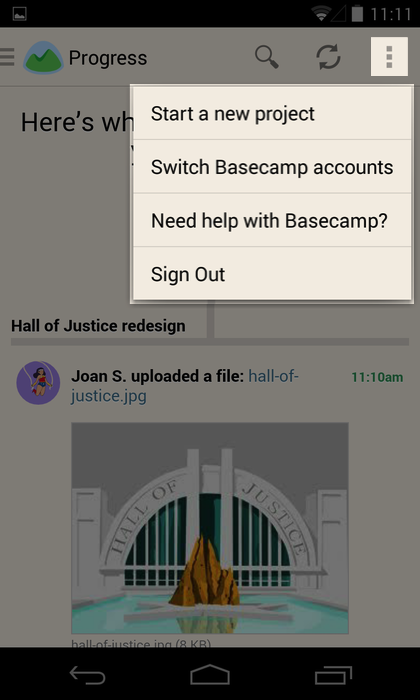 11:11
Progress
Here's wh
Start a new project
Switch Basecamp accounts
Need help with Basecamp?
Sign Out
Hall of Justice redesign
Joan S. uploaded a file: hall-of-
justice.jpg
11:10am
HALL OF JUSTICE
hall-of-justice.jpg (8 KB)